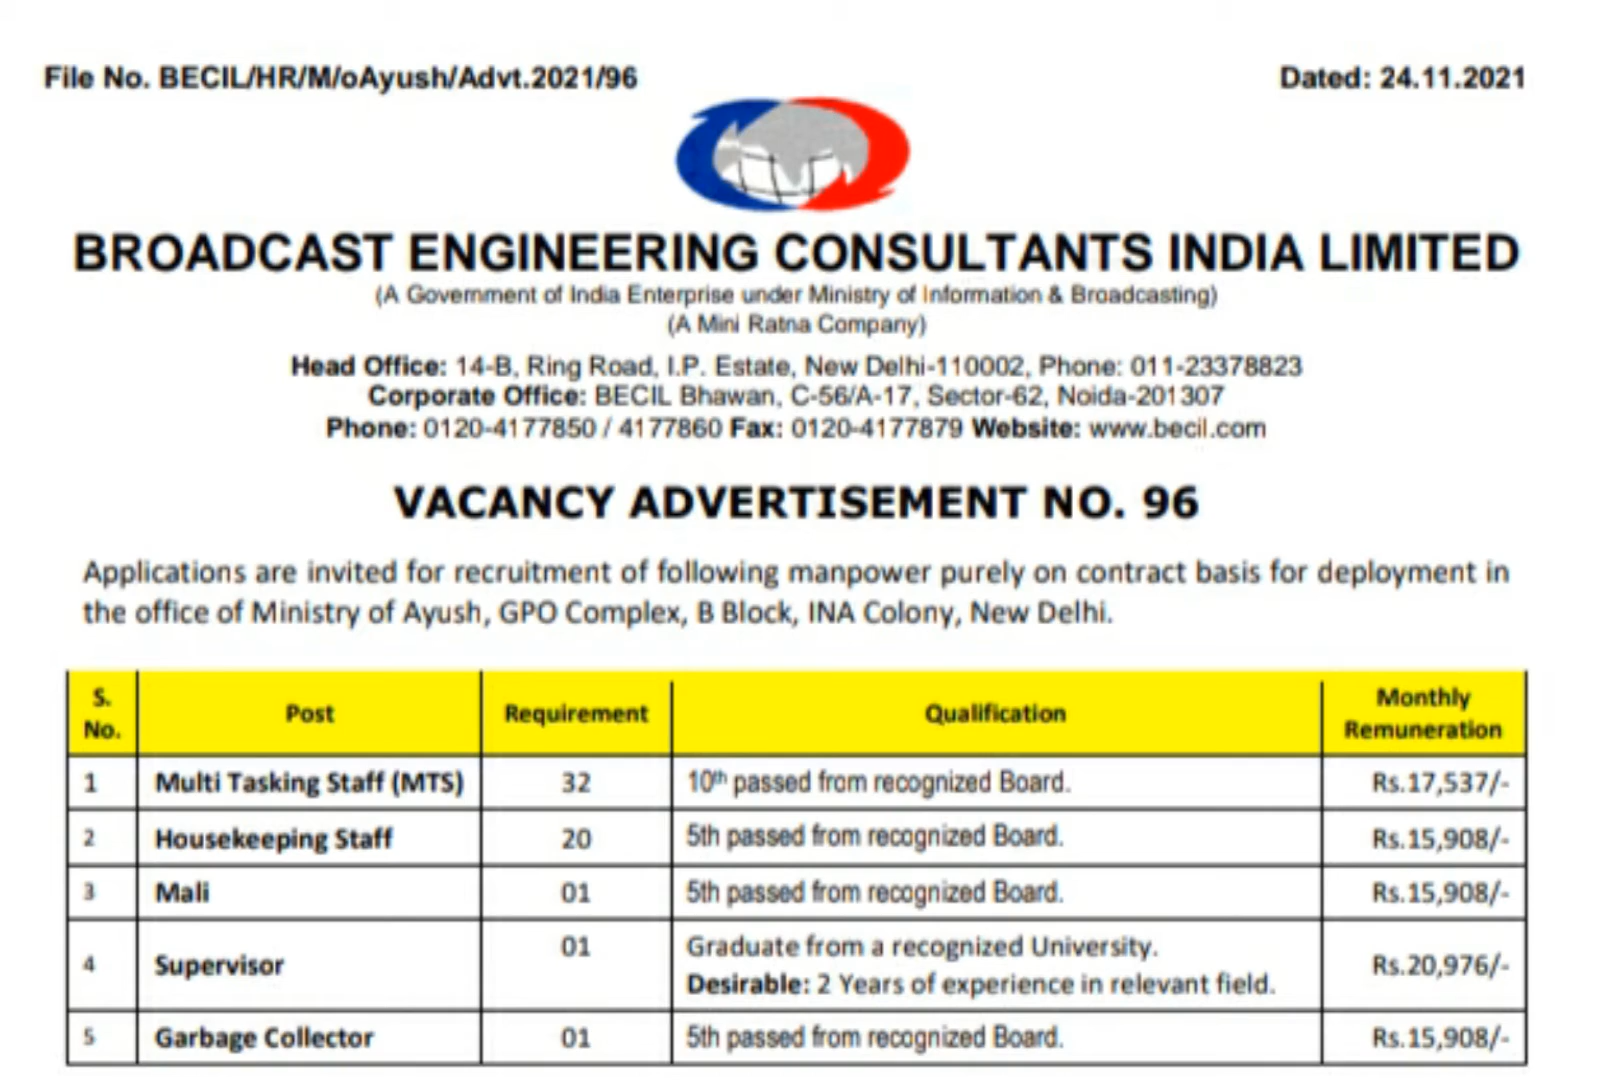 File No. BECIL/HR/M/oAyush/Advt.2021/96 Dated: 24.11.2021
BROADCAST ENGINEERING CONSULTANTS INDIA LIMITED
(A Government of India Enterprise under Ministry of Information & Broadcasting)
(A Mini Ratna Company)
Head Office: 14-B, Ring Road, I.P. Estate, New Delhi-110002, Phone: 011-23378823
Corporate Office: BECIL Bhawan, C-56/A-17, Sector-62, Noida-201307
Phone: 0120-4177850 / 4177860 Fax: 0120-4177879 Website: www.becil.com
VACANCY ADVERTISEMENT NO. 96
Applications are invited for recruitment of following manpower purely on contract basis for deployment in
the office of Ministry of Ayush, GPO Complex, B Block, INA Colony, New Delhi.
S. No. Post Requirement Qualification Monthly Remuneration
1 Multi Tasking Staff (MTS) 32 10th passed from recognized Board. Rs.17,537/-
2 Housekeeping Staff 20 5th passed from recognized Board. Rs.15,908/-
3 Mali 01 5th passed from recognized Board. Rs.15,908/-
4 Supervisor 01 Graduate from a recognized University. Rs.20,976/-
Desirable: 2 Years of experience in relevant field.
5 Garbage Collector 01 5th passed from recognized Board. Rs.15,908/-